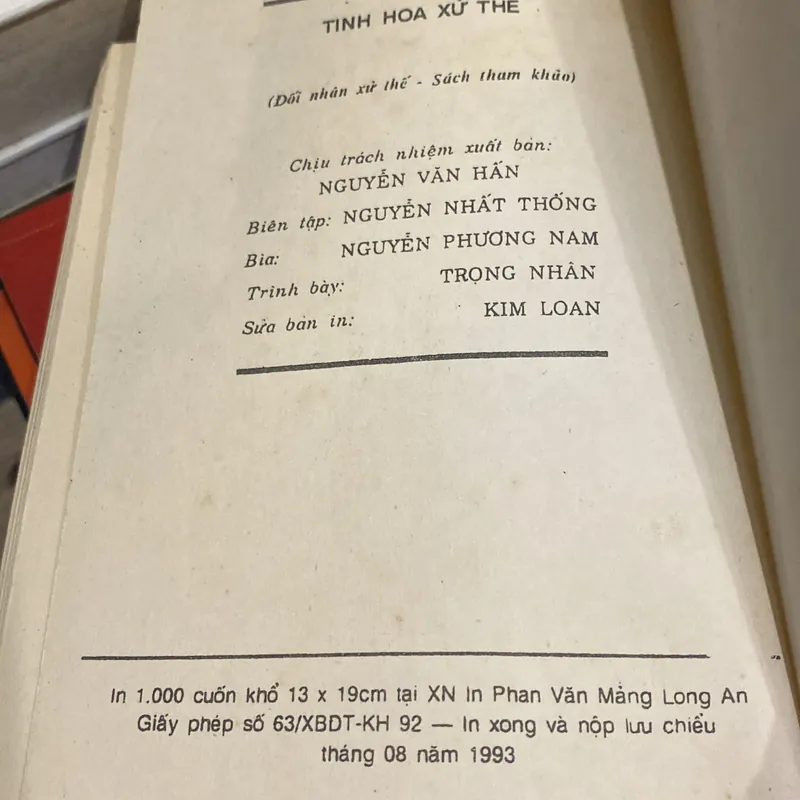 TINH HOA XỬ THẾ
(Đối nhân xử thế - Sách tham khảo)
Chịu trách nhiệm xuất bản:
NGUYỄN VĂN HẤN
Biên tập: NGUYỄN NHẤT THỐNG
Bìa: NGUYỄN PHƯƠNG NAM
Trình bày: TRỌNG NHÂN
Sửa bản in: KIM LOAN
In 1.000 cuốn khổ 13 x 19cm tại XN In Phan Văn Mảng Long An
Giấy phép số 63/XBDT-KH 92 — In xong và nộp lưu chiểu
tháng 08 năm 1993